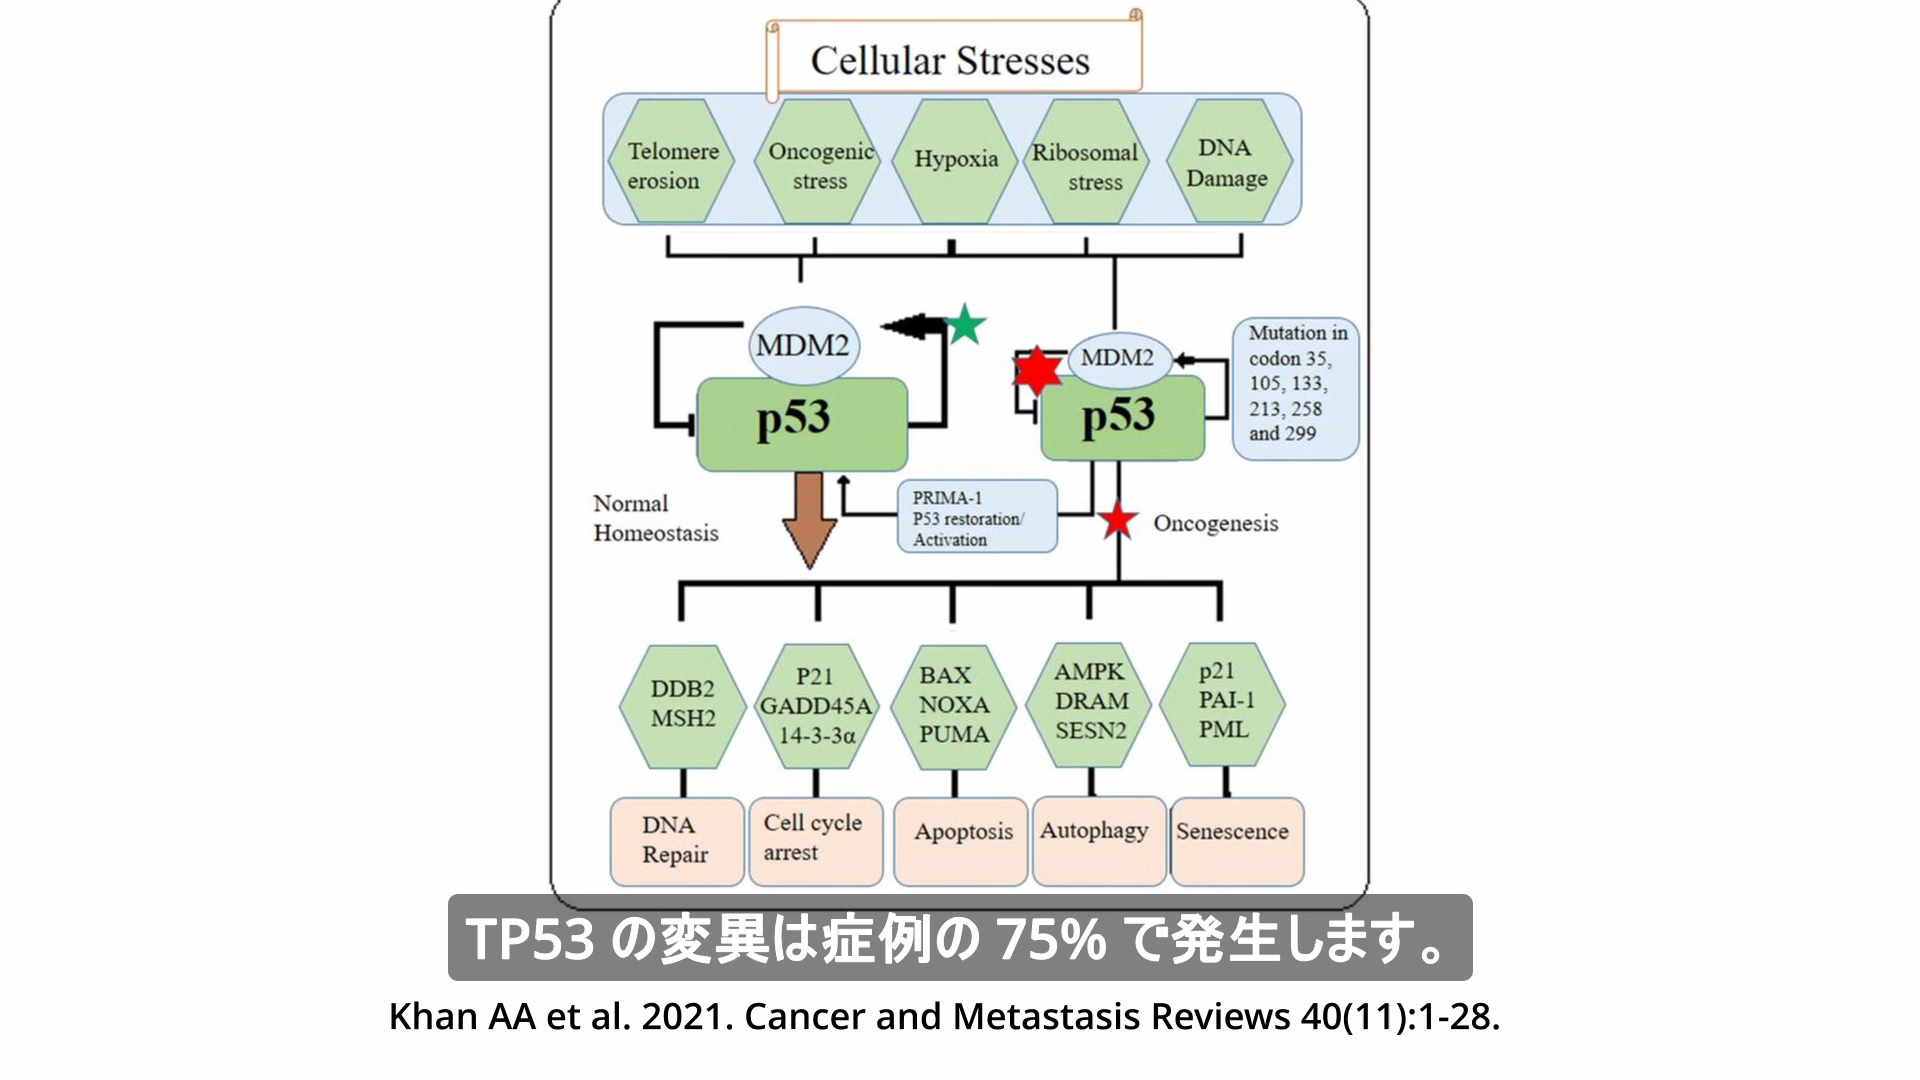 Cellular Stresses
Telomere
erosion
Oncogenic
stress
Hypoxia
Ribosomal
stress
DNA
Damage
MDM2
p53
MDM2
p53
Mutation in
codon 35,
105, 133,
213, 258
and 299
Normal
Homeostasis
PRIMA-1
P53 restoration/
Activation
Oncogenesis
DDB2
MSH2
P21
GADD45A
14-3-3α
BAX
NOXA
PUMA
AMPK
DRAM
SESN2
p21
PAI-1
PML
DNA
Repair
Cell cycle
arrest
Apoptosis
Autophagy
Senescence
TP53 の変異は症例の 75% で発生します。
Khan AA et al. 2021. Cancer and Metastasis Reviews 40(11):1-28.